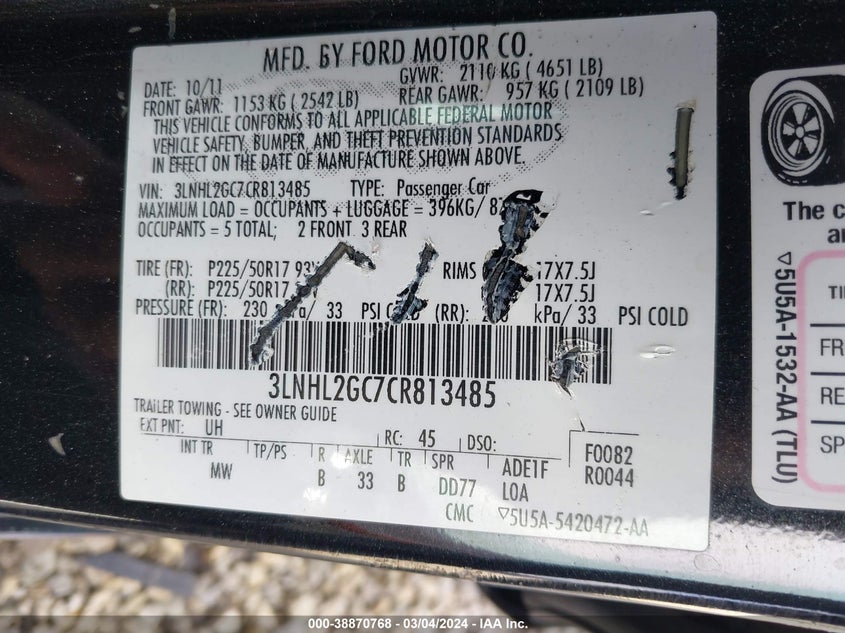 MFD. BY FORD MOTOR CO.
DATE: 10/11 GVWR: 2110 KG ( 4651 LB)
FRONT GAWR: 1153 KG ( 2542 LB) REAR GAWR: 957 KG ( 2109 LB)
THIS VEHICLE CONFORMS TO ALL APPLICABLE FEDERAL MOTOR
VEHICLE SAFETY, BUMPER, AND THEFT PREVENTION STANDARDS
IN EFFECT ON THE DATE OF MANUFACTURE SHOWN ABOVE.
VIN: 3LNHL2GC7CR813485 TYPE: Passenger Car
MAXIMUM LOAD = OCCUPANTS + LUGGAGE = 396KG/
OCCUPANTS = 5 TOTAL; 2 FRONT 3 REAR
TIRE (FR): P225/50R17 RIMS 17X7.5J
(RR): P225/50R17 17X7.5J
PRESSURE (FR): 230 / 33 PSI (RR): kPa/ 33 PSI COLD
3LNHL2GC7CR813485
TRAILER TOWING - SEE OWNER GUIDE
EXT PNT: UH RC: 45 DSO:
INT TR TP/PS R AXLE TR SPR ADE1F F0082
MW B 33 B DD77 LOA R0044
CMC ▽5U5A-5420472-AA
The c
a
TI
FR
RE
SP
▽5U5A-1532-AA (TLU)
000-38870768 - 03/04/2024 - IAA Inc.